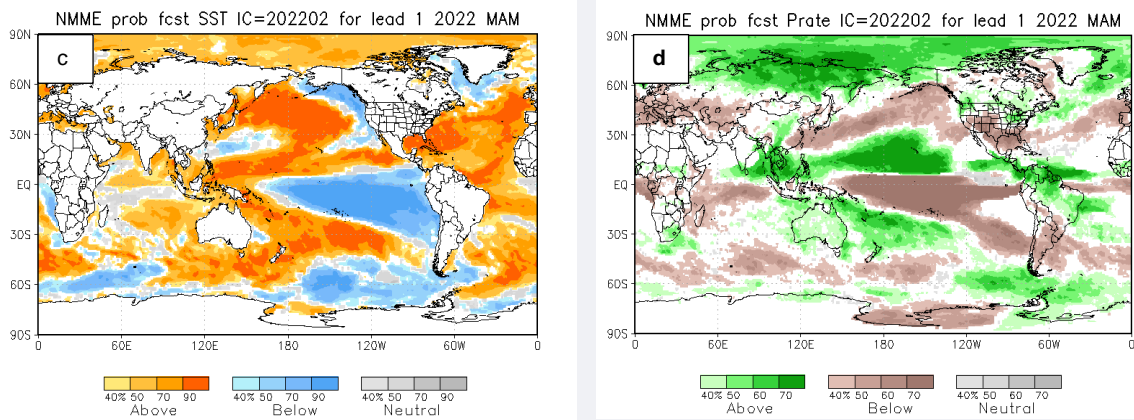 NMME prob fcst SST IC=202202 for lead 1 2022 MAM
c
90N
60N
30N
EQ
30S
60S
90S
0 60E 120E 180 120W 60W 0
40% 50 70 90
Above
40% 50 70 90
Below
40% 50 70 90
Neutral
NMME prob fcst Prate IC=202202 for lead 1 2022 MAM
d
90N
60N
30N
EQ
30S
60S
90S
0 60E 120E 180 120W 60W 0
40% 50 60 70
Above
40% 50 60 70
Below
40% 50 60 70
Neutral